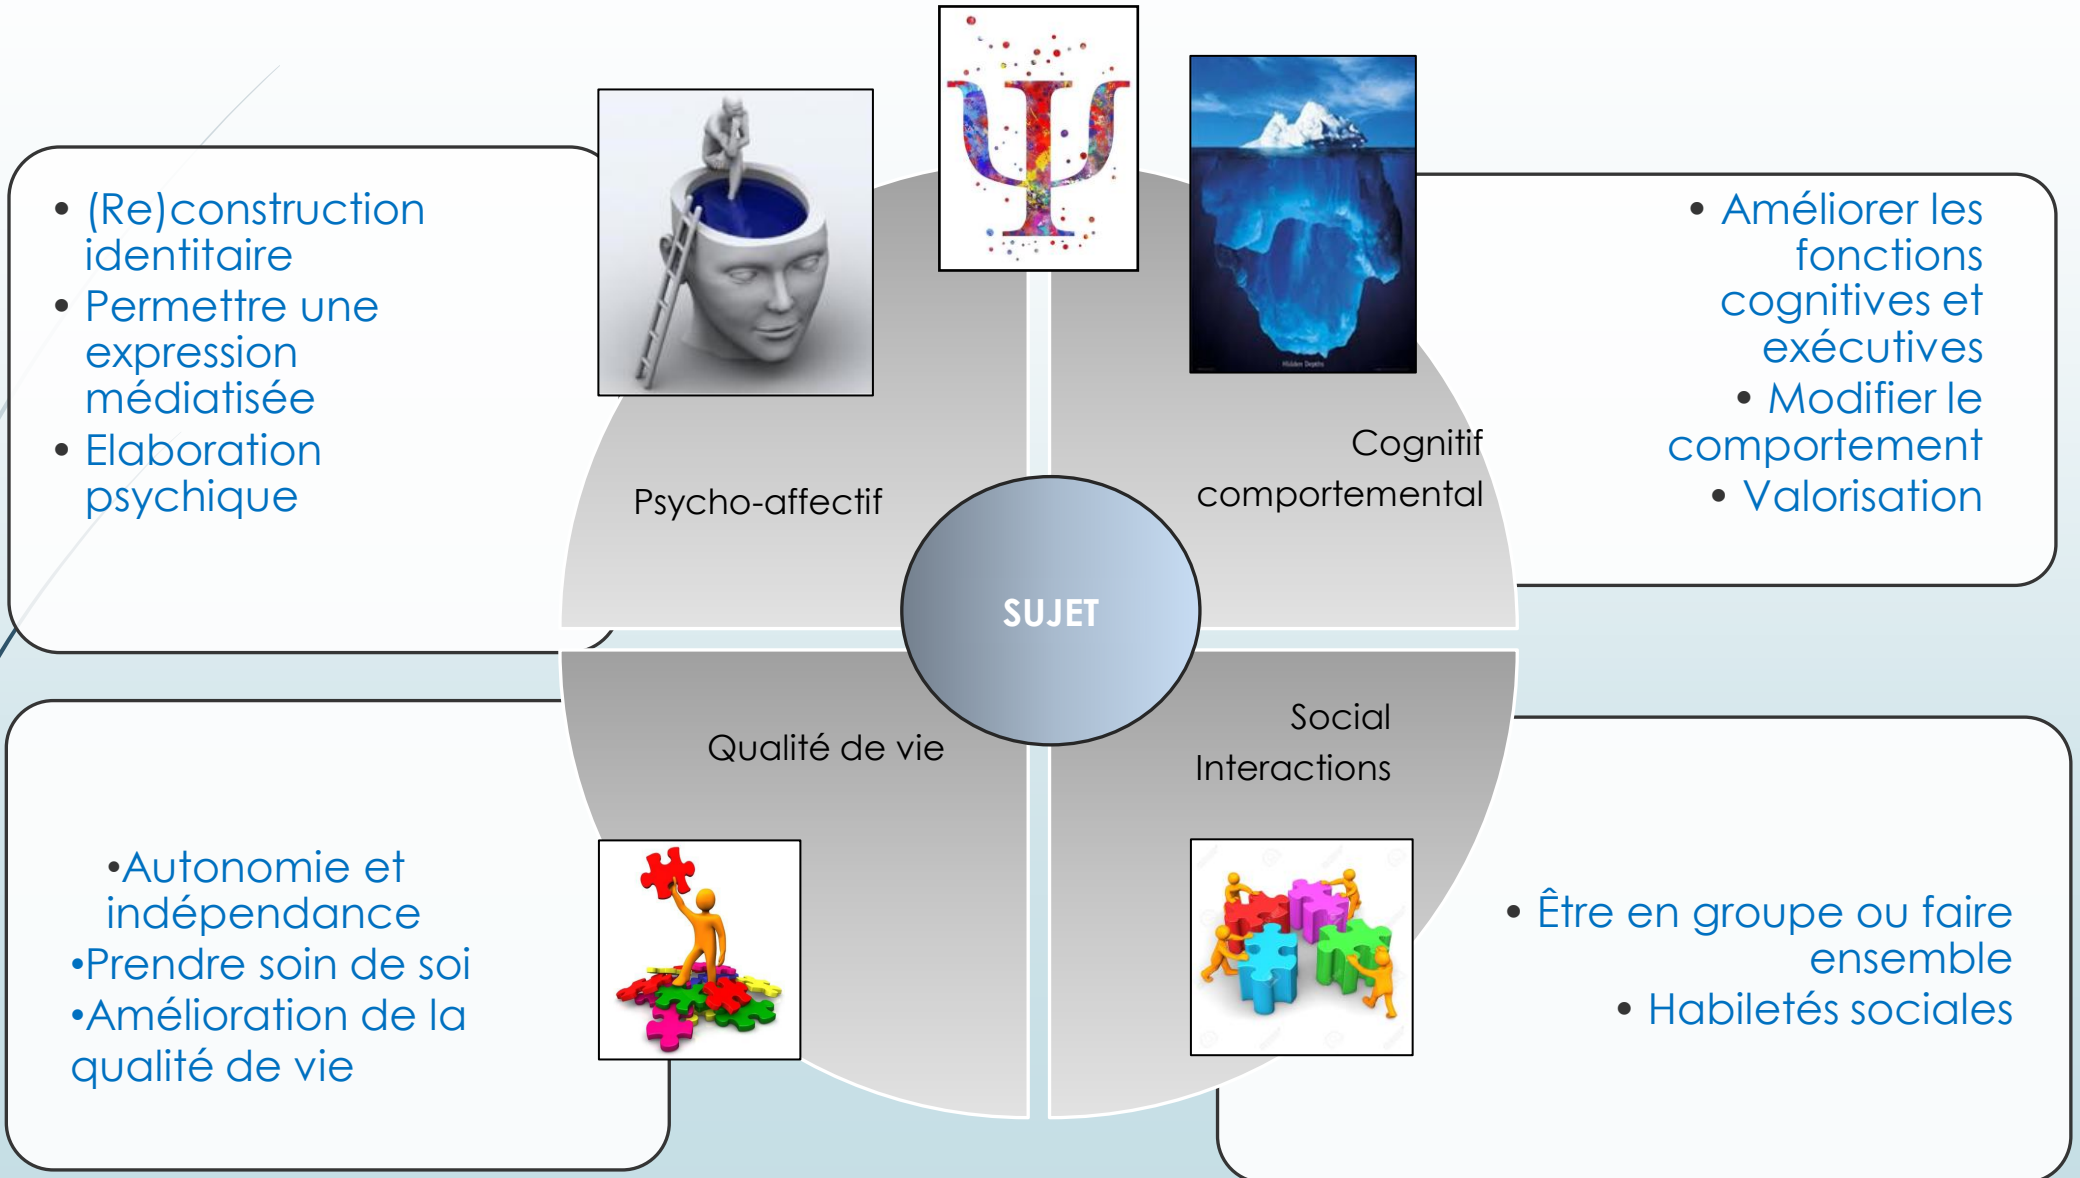 • (Re)construction
identitaire
• Permettre une
expression
médiatisée
• Elaboration
psychique
Psycho-affectif
Hidden Depths
Cognitif
comportemental
• Améliorer les
fonctions
cognitives et
exécutives
• Modifier le
comportement
• Valorisation
SUJET
Qualité de vie
•Autonomie et
indépendance
•Prendre soin de soi
•Amélioration de la
qualité de vie
Social
Interactions
• Être en groupe ou faire
ensemble
• Habiletés sociales